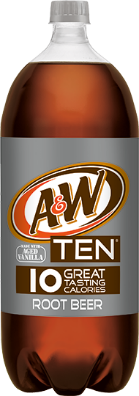 A&W
MADE WITH
AGED
VANILLA
TEN
10 GREAT
TASTING
CALORIES
ROOT BEER